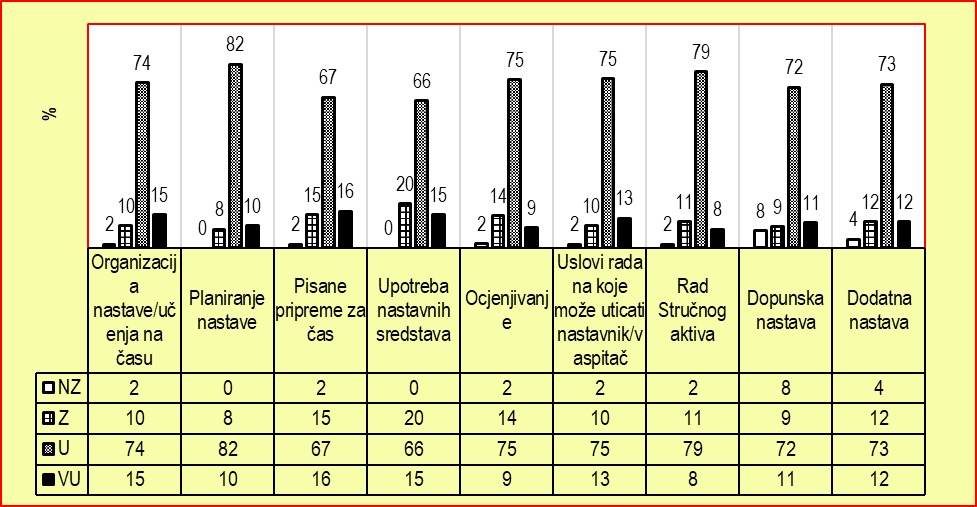 %
74
82
67
66
75
75
79
72
73
2
10
15
0
8
10
2
15
16
0
20
15
2
14
9
2
10
13
2
11
8
8
9
11
4
12
12
Organizacij
a
nastave/uč
enja na
času
Planiranje
nastave
Pisane
pripreme za
čas
Upotreba
nastavnih
sredstava
Ocjenjivanj
e
Uslovi rada
na koje
može uticati
nastavnik/v
aspitač
Rad
Stručnog
aktiva
Dopunska
nastava
Dodatna
nastava
NZ 2 0 2 0 2 2 2 8 4
Z 10 8 15 20 14 10 11 9 12
U 74 82 67 66 75 75 79 72 73
VU 15 10 16 15 9 13 8 11 12